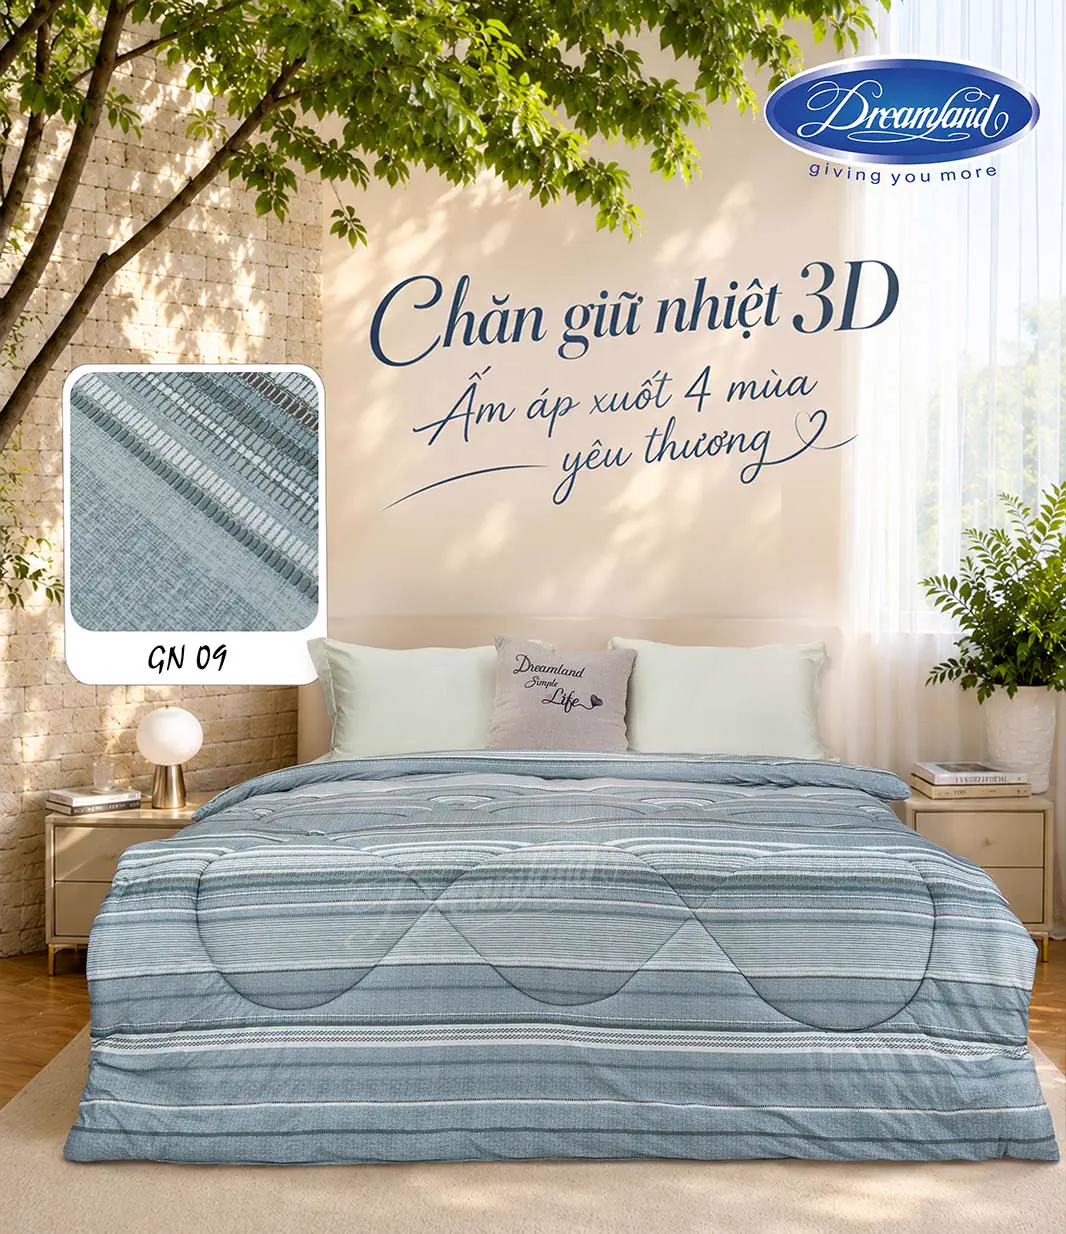 Dreamland
giving you more
Chăn giữ nhiệt 3D
Ấm áp xuốt 4 mùa
yêu thương
GN 09
Dreamland
Simple
Life
Dreamland